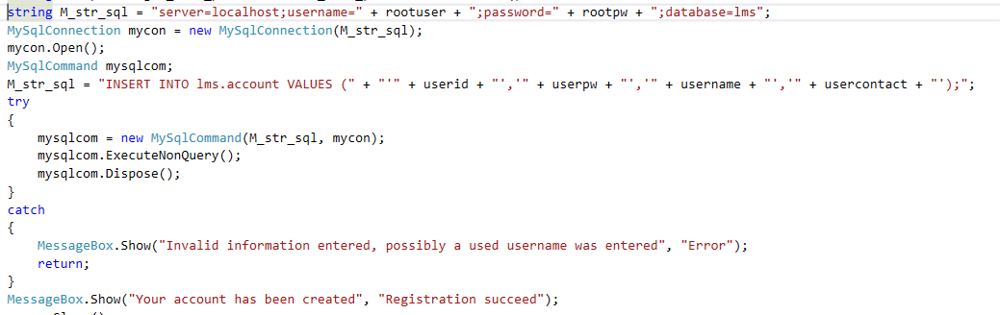 string M_str_sql = "server=localhost;username=" + rootuser + ";password=" + rootpw + ";database=lms";
MySqlConnection mycon = new MySqlConnection(M_str_sql);
mycon.Open();
MySqlCommand mysqlcom;
M_str_sql = "INSERT INTO lms.account VALUES (" + "'" + userid + "','" + userpw + "','" + username + "','" + usercontact + "');";
try
{
    mysqlcom = new MySqlCommand(M_str_sql, mycon);
    mysqlcom.ExecuteNonQuery();
    mysqlcom.Dispose();
}
catch
{
    MessageBox.Show("Invalid information entered, possibly a used username was entered", "Error");
    return;
}
MessageBox.Show("Your account has been created", "Registration succeed");